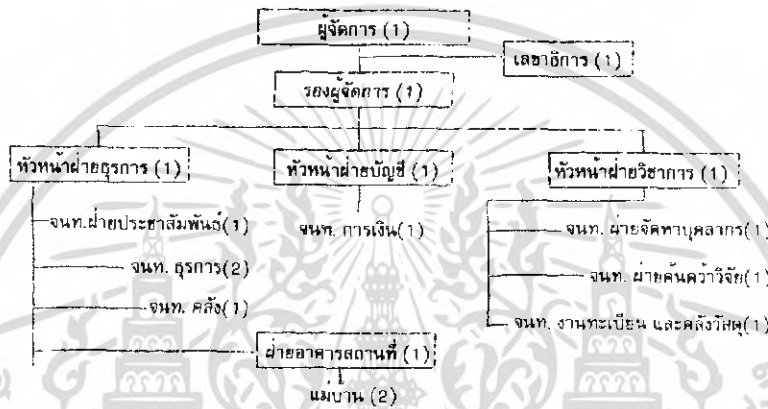 ผู้จัดการ (1)
เลขาธิการ (1)
รองผู้จัดการ (1)
หัวหน้าฝ่ายธุรการ (1)
หัวหน้าฝ่ายบัญชี (1)
หัวหน้าฝ่ายวิชาการ (1)
จนท.ฝ่ายประชาสัมพันธ์(1)
จนท. ธุรการ(2)
จนท. คลัง(1)
ฝ่ายอาคารสถานที่ (1)
แม่บ้าน (2)
จนท. การเงิน(1)
จนท. ฝ่ายจัดหาบุคลากร(1)
จนท. ฝ่ายค้นคว้าวิจัย(1)
จนท. งานทะเบียน และคลังวัสดุ(1)